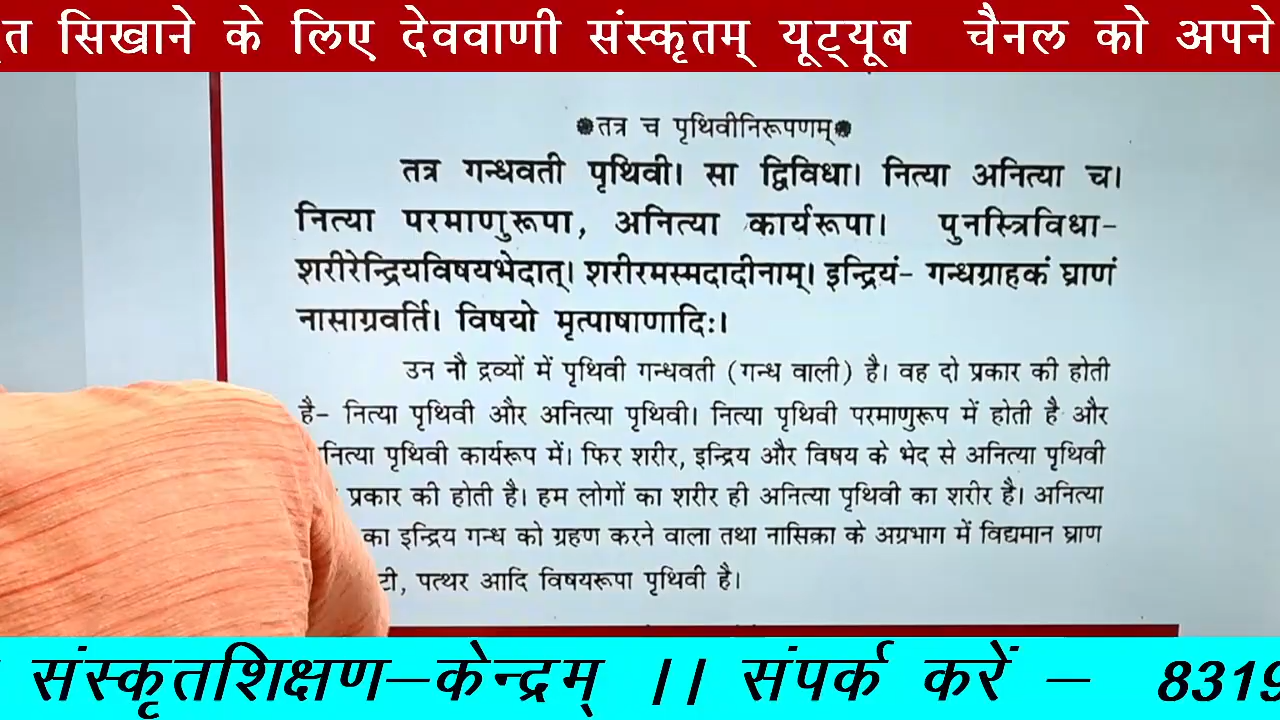 सिखाने के लिए देववाणी संस्कृतम् यूट्यूब चैनल को अपने
तत्र च पृथिवीनिरूपणम्
तत्र गन्धवती पृथिवी। सा द्विविधा। नित्या अनित्या च।
नित्या परमाणुरूपा, अनित्या कार्यरूपा। पुनस्त्रिविधा-
शरीरेन्द्रियविषयभेदात्। शरीरमस्मदादीनाम्। इन्द्रियं- गन्धग्राहकं घ्राणं
नासाग्रवर्ति। विषयो मृत्पाषाणादिः।
उन नौ द्रव्यों में पृथिवी गन्धवती (गन्ध वाली) है। वह दो प्रकार की होती
है- नित्या पृथिवी और अनित्या पृथिवी। नित्या पृथिवी परमाणुरूप में होती है और
पृथिवी कार्यरूप में। फिर शरीर, इन्द्रिय और विषय के भेद से अनित्या पृथिवी
प्रकार की होती है। हम लोगों का शरीर ही अनित्या पृथिवी का शरीर है। अनित्या
का इन्द्रिय गन्ध को ग्रहण करने वाला तथा नासिका के अग्रभाग में विद्यमान घ्राण
पत्थर आदि विषयरूपा पृथिवी है।
संस्कृतशिक्षण-केन्द्रम् || संपर्क करें - 8319